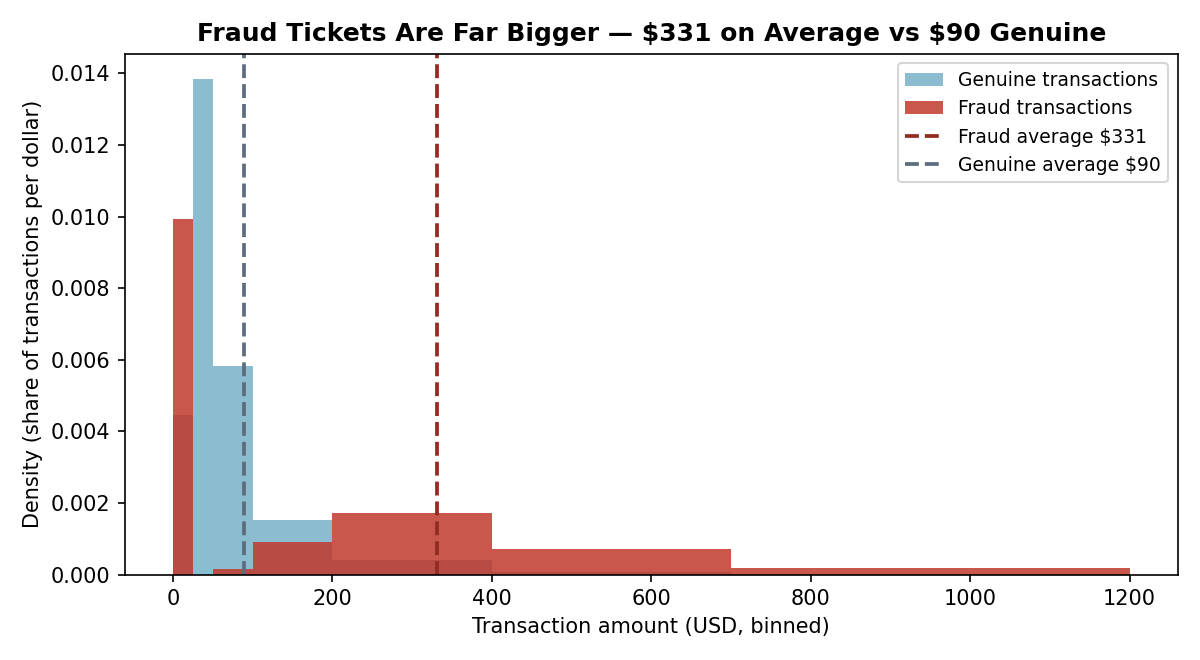 Fraud Tickets Are Far Bigger — $331 on Average vs $90 Genuine
Density (share of transactions per dollar)
0.014
0.012
0.010
0.008
0.006
0.004
0.002
0.000
Genuine transactions
Fraud transactions
Fraud average $331
Genuine average $90
0
200
400
600
800
1000
1200
Transaction amount (USD, binned)